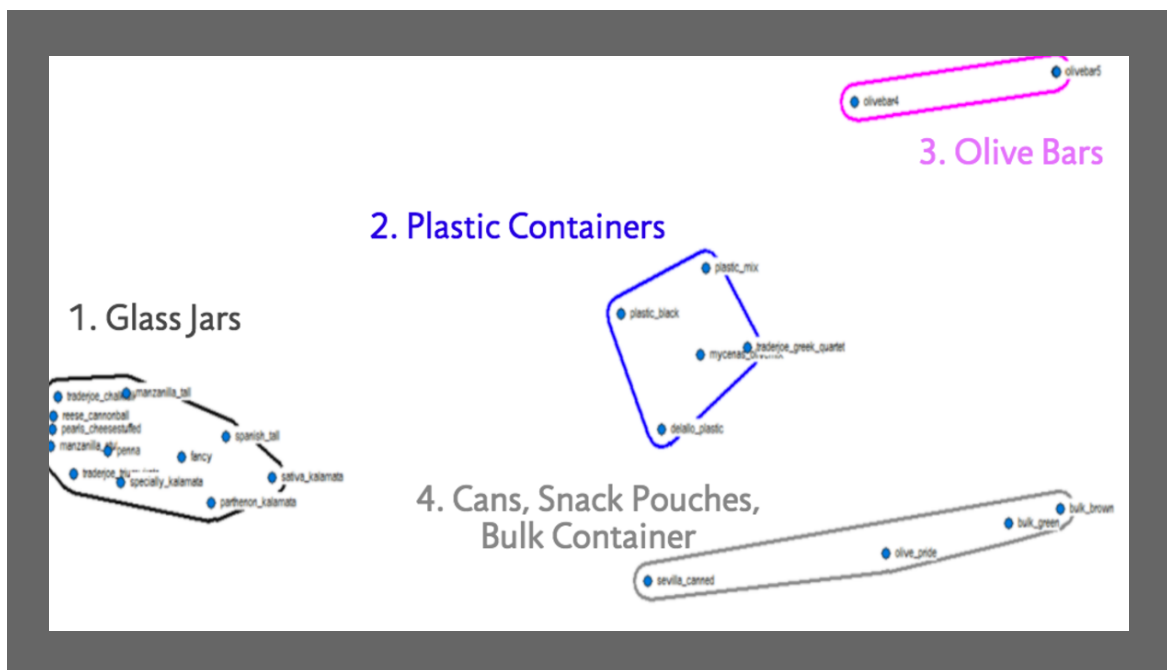 olivebar5
olivebar4
3. Olive Bars
2. Plastic Containers
plastic_mix
plastic_black
traderjoe_greek_quartet
delallo_plastic
1. Glass Jars
manzanilla_tall
reese_cannonball
pearls_cheesestuffed
penna
spanish_tall
fancy
sativa_kalamata
specially_kalamata
parthenon_kalamata
4. Cans, Snack Pouches,
Bulk Container
bulk_brown
bulk_green
olive_pride
sevilla_canned